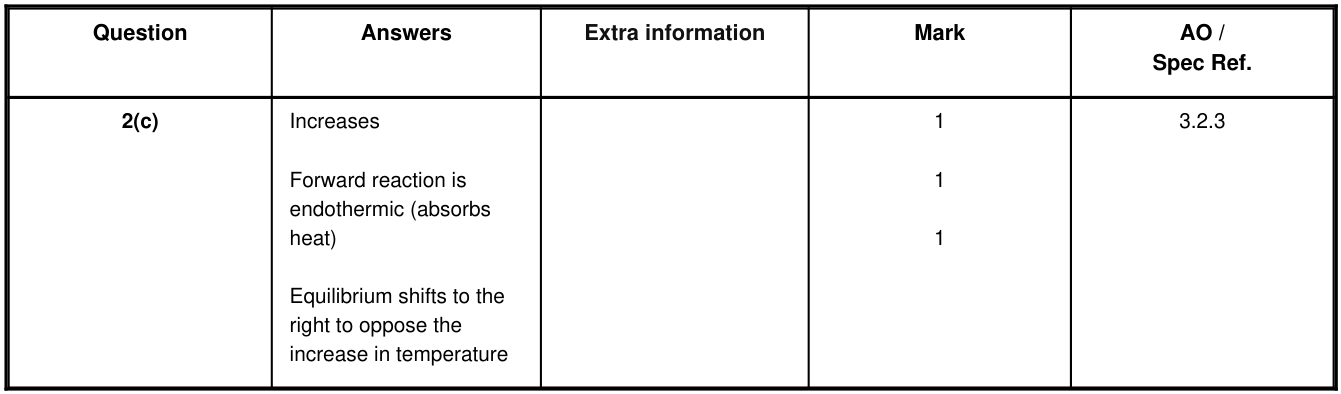 Question Answers Extra information Mark AO /
Spec Ref.
2(c) Increases 1 3.2.3
Forward reaction is 1
endothermic (absorbs
heat) 1
Equilibrium shifts to the
right to oppose the
increase in temperature